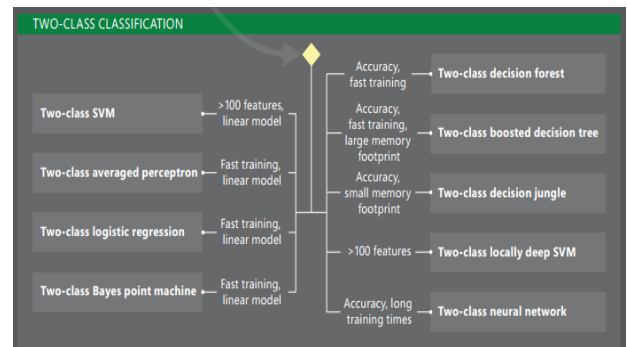 TWO-CLASS CLASSIFICATION
Two-class SVM
>100 features,
linear model
Two-class averaged perceptron
Fast training,
linear model
Two-class logistic regression
Fast training,
linear model
Two-class Bayes point machine
Fast training,
linear model
Accuracy,
fast training
Two-class decision forest
Accuracy,
fast training,
large memory
footprint
Two-class boosted decision tree
Accuracy,
small memory
footprint
Two-class decision jungle
>100 features
Two-class locally deep SVM
Accuracy, long
training times
Two-class neural network